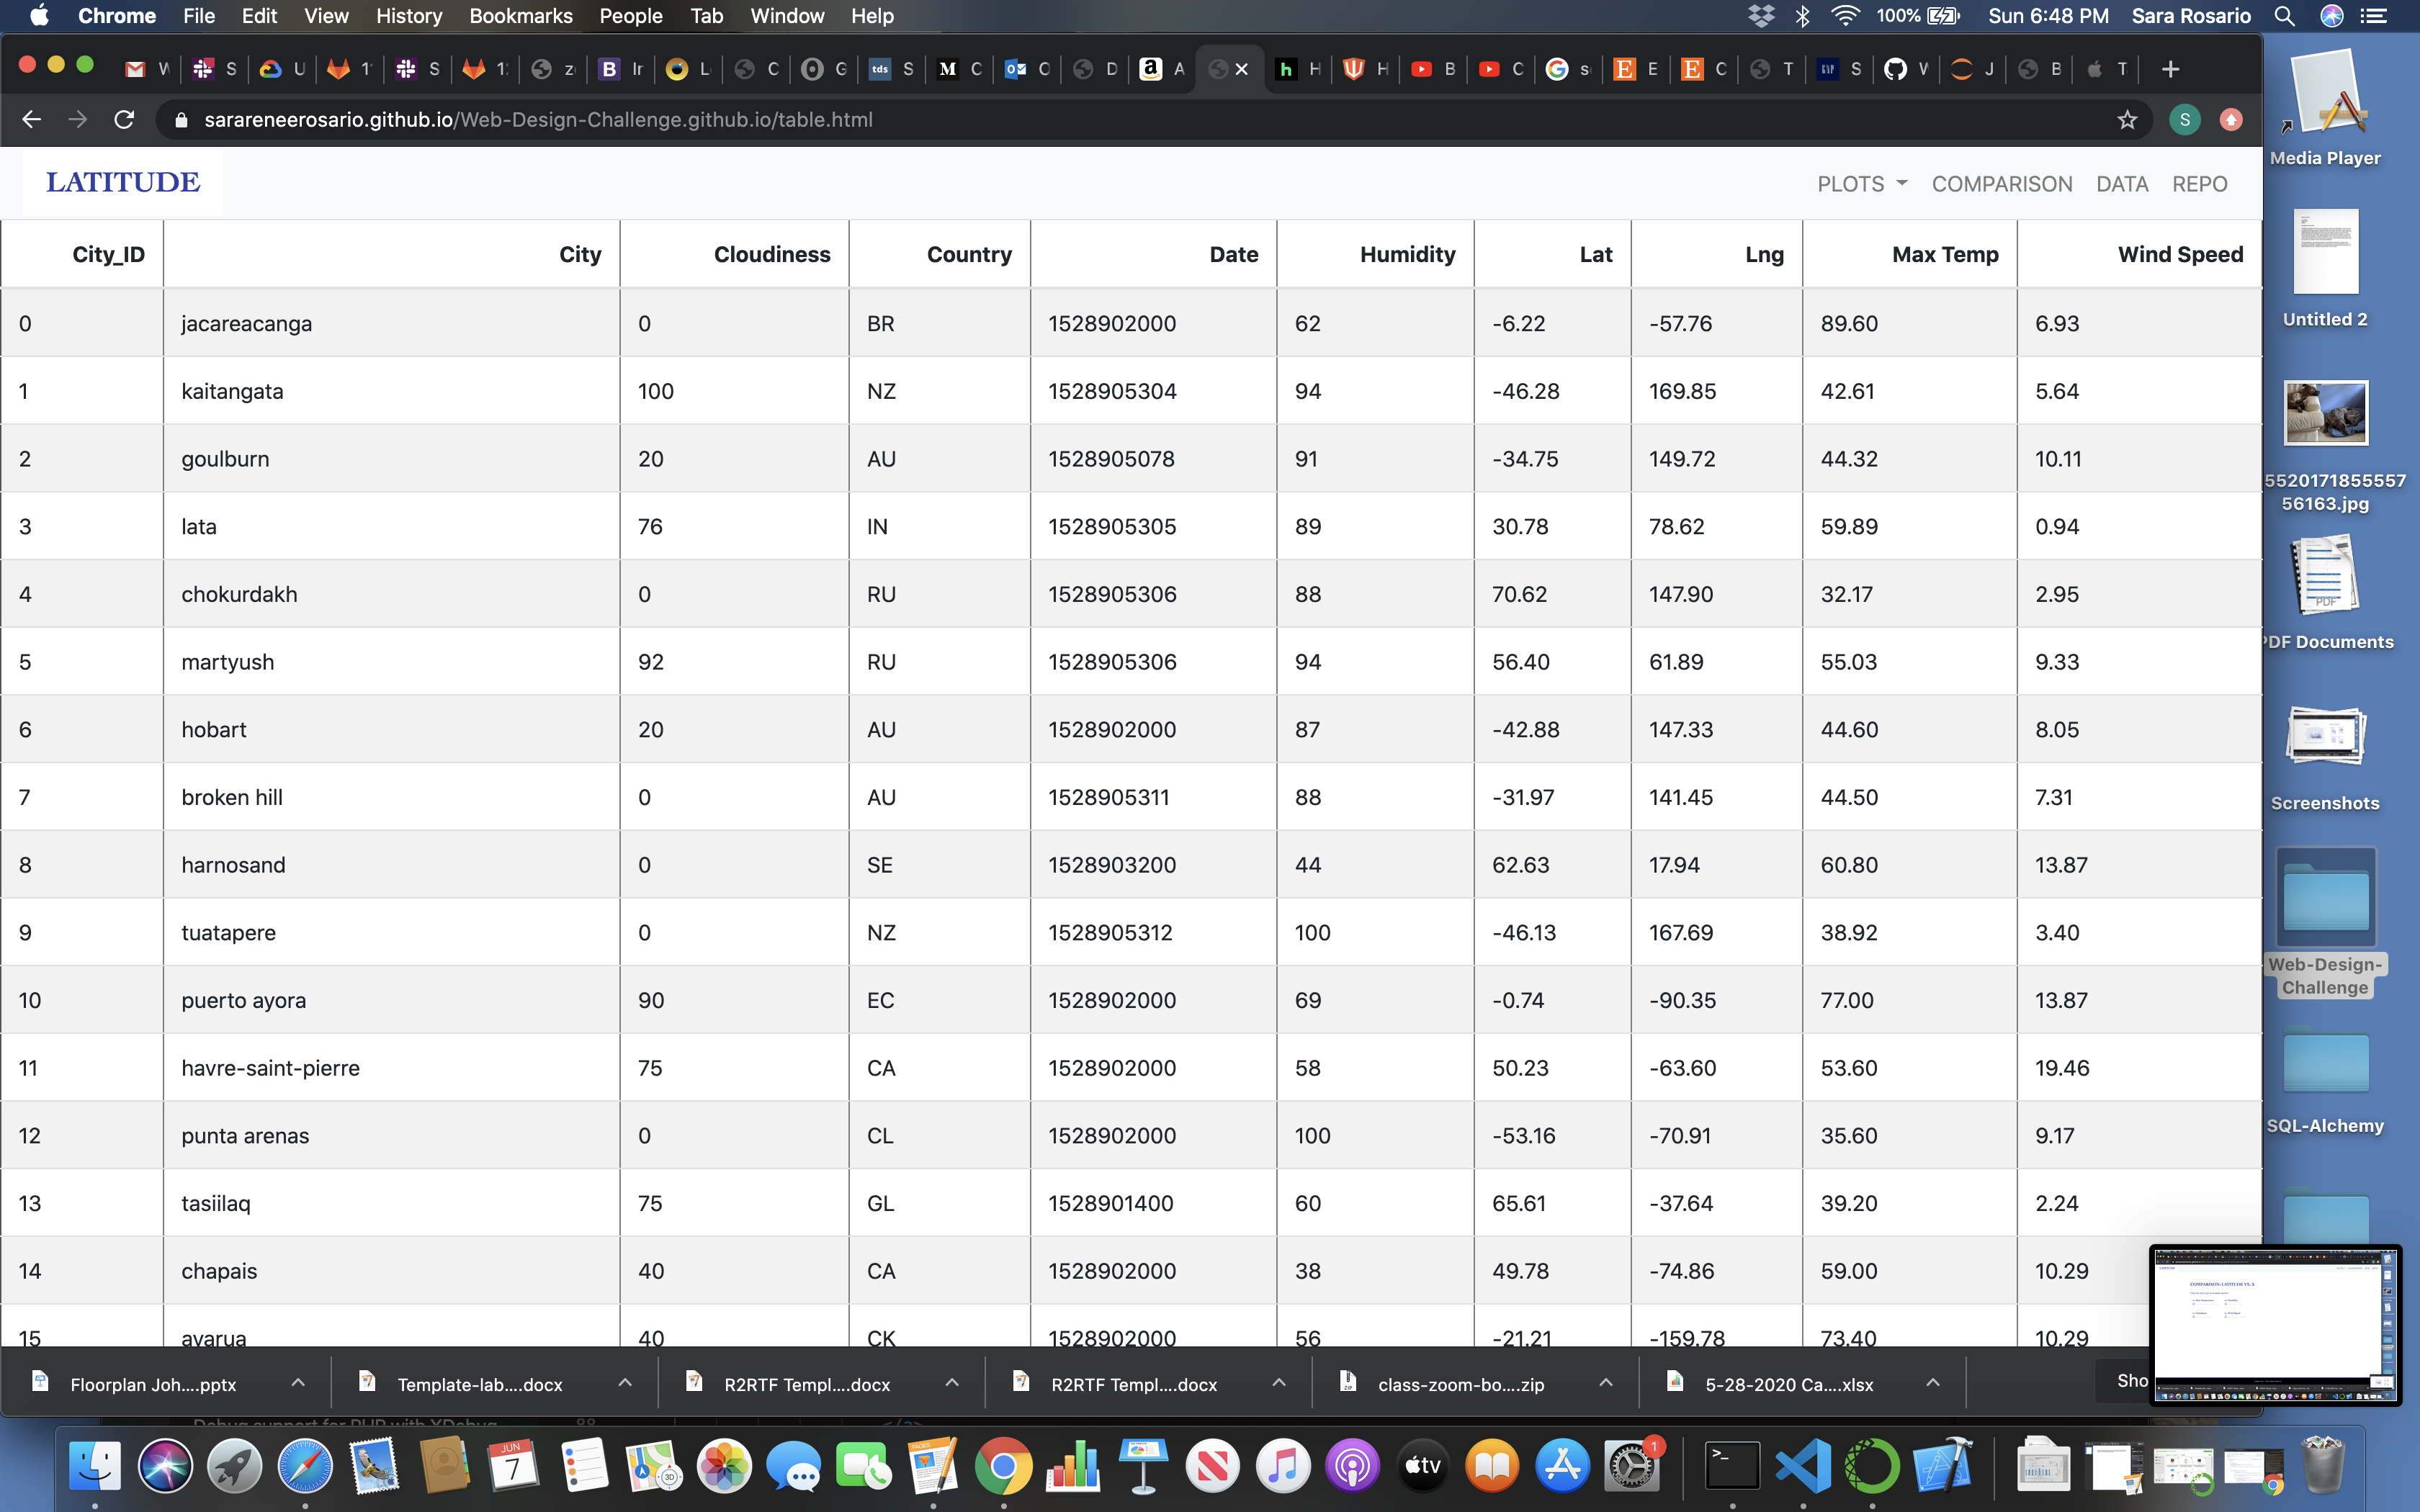 Chrome File Edit View History Bookmarks People Tab Window Help 100% Sun 6:48 PM Sara Rosario
sarareneerosario.github.io/Web-Design-Challenge.github.io/table.html
LATITUDE PLOTS COMPARISON DATA REPO
City_ID City Cloudiness Country Date Humidity Lat Lng Max Temp Wind Speed
0 jacareacanga 0 BR 1528902000 62 -6.22 -57.76 89.60 6.93
1 kaitangata 100 NZ 1528905304 94 -46.28 169.85 42.61 5.64
2 goulburn 20 AU 1528905078 91 -34.75 149.72 44.32 10.11
3 lata 76 IN 1528905305 89 30.78 78.62 59.89 0.94
4 chokurdakh 0 RU 1528905306 88 70.62 147.90 32.17 2.95
5 martyush 92 RU 1528905306 94 56.40 61.89 55.03 9.33
6 hobart 20 AU 1528902000 87 -42.88 147.33 44.60 8.05
7 broken hill 0 AU 1528905311 88 -31.97 141.45 44.50 7.31
8 harnosand 0 SE 1528903200 44 62.63 17.94 60.80 13.87
9 tuatapere 0 NZ 1528905312 100 -46.13 167.69 38.92 3.40
10 puerto ayora 90 EC 1528902000 69 -0.74 -90.35 77.00 13.87
11 havre-saint-pierre 75 CA 1528902000 58 50.23 -63.60 53.60 19.46
12 punta arenas 0 CL 1528902000 100 -53.16 -70.91 35.60 9.17
13 tasiilaq 75 GL 1528901400 60 65.61 -37.64 39.20 2.24
14 chapais 40 CA 1528902000 38 49.78 -74.86 59.00 10.29
15 avarua 40 CK 1528902000 56 -21.21 -159.78 73.40 10.29
Floorplan Joh....pptx Template-lab....docx R2RTF Templ....docx R2RTF Templ....docx class-zoom-bo....zip 5-28-2020 Ca....xlsx Sho
Media Player
Untitled 2
5520171855557
56163.jpg
PDF Documents
Screenshots
Web-Design-
Challenge
SQL-Alchemy
COMPARISON: LATITUDE VS. X
JUN
7
tv
1